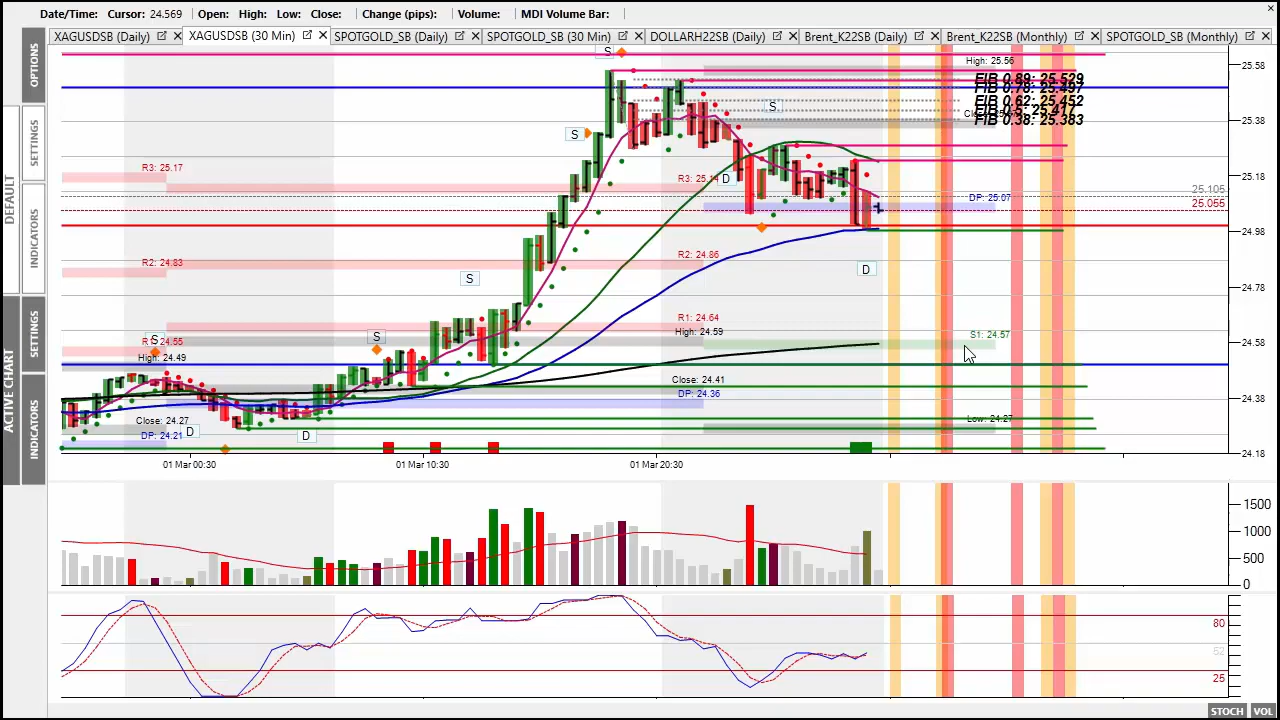 Date/Time: Cursor: 24.569 Open: High: Low: Close: Change (pips): Volume: MDI Volume Bar:
XAGUSDSB (Daily) XAGUSDSB (30 Min) SPOTGOLD_SB (Daily) SPOTGOLD_SB (30 Min) DOLLARH22SB (Daily) Brent_K22SB (Daily) Brent_K22SB (Monthly) SPOTGOLD_SB (Monthly)
OPTIONS
SETTINGS
INDICATORS
DEFAULT
SETTINGS
INDICATORS
ACTIVE CHART
S
High: 25.56
25.58
FIB 0.89: 25.529
FIB 0.78: 25.497
FIB 0.62: 25.452
FIB 0.38: 25.383
25.38
S
S
R3: 25.17
R3: 25.14
D
25.18
25.105
DP: 25.07
25.055
24.98
R2: 24.83
R2: 24.86
D
S
24.78
R1: 24.64
High: 24.59
S1: 24.57
24.58
S
S
R1: 24.55
High: 24.49
Close: 24.41
DP: 24.36
24.38
Close: 24.27
DP: 24.21
D
D
Low: 24.27
24.18
01 Mar 00:30 01 Mar 10:30 01 Mar 20:30
1500
1000
500
0
80
52
25
STOCH VOL